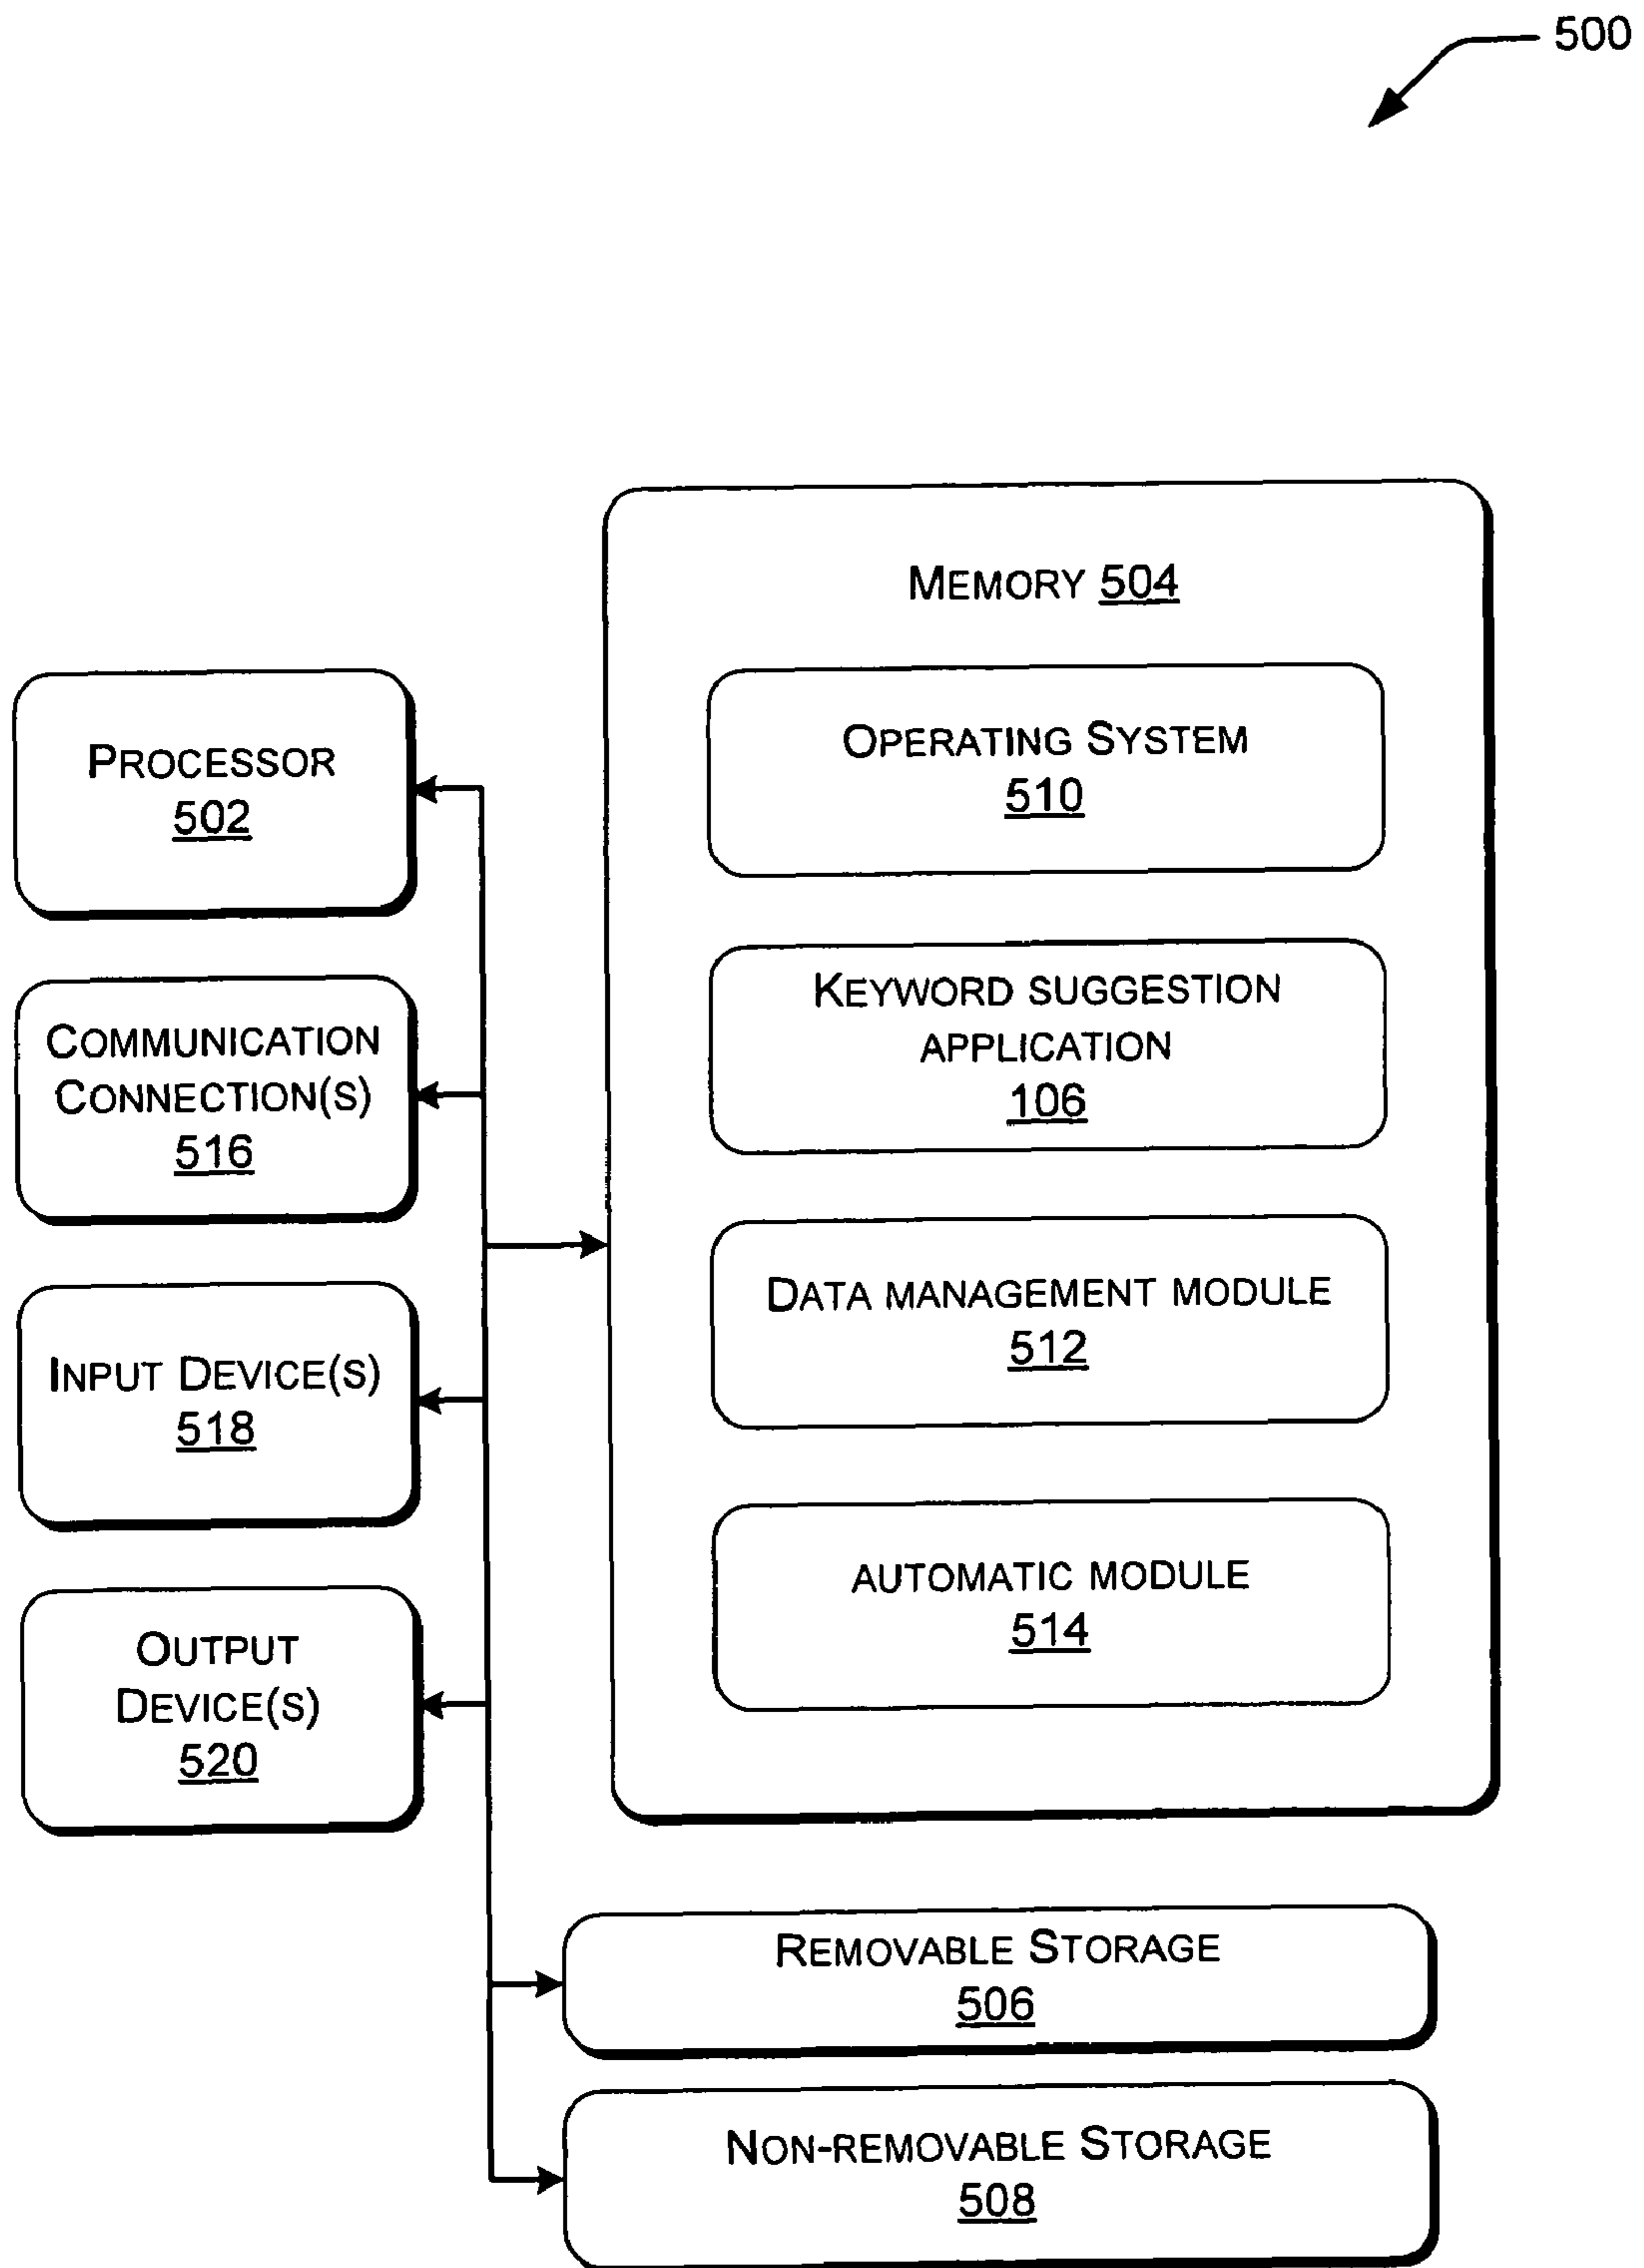 500
MEMORY 504
PROCESSOR
502
COMMUNICATION
CONNECTION(S)
516
INPUT DEVICE(S)
518
OUTPUT
DEVICE(S)
520
OPERATING SYSTEM
510
KEYWORD SUGGESTION
APPLICATION
106
DATA MANAGEMENT MODULE
512
AUTOMATIC MODULE
514
REMOVABLE STORAGE
506
NON-REMOVABLE STORAGE
508